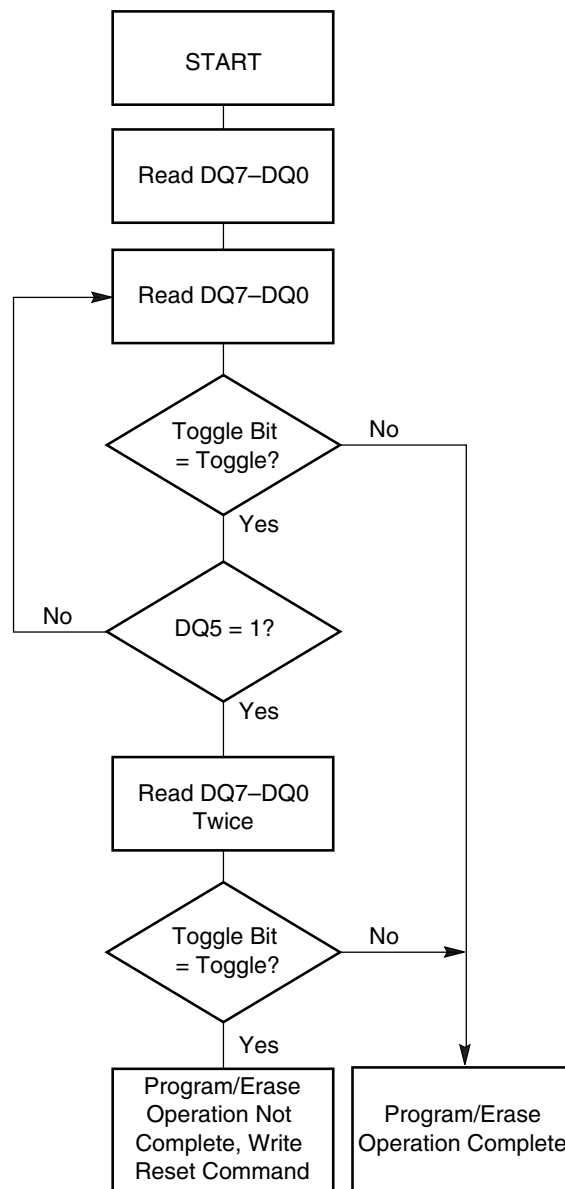 START
Read DQ7–DQ0
Read DQ7–DQ0
Toggle Bit
= Toggle?
No
Yes
No
DQ5 = 1?
Yes
Read DQ7–DQ0
Twice
Toggle Bit
= Toggle?
No
Yes
Program/Erase
Operation Not
Complete, Write
Reset Command
Program/Erase
Operation Complete